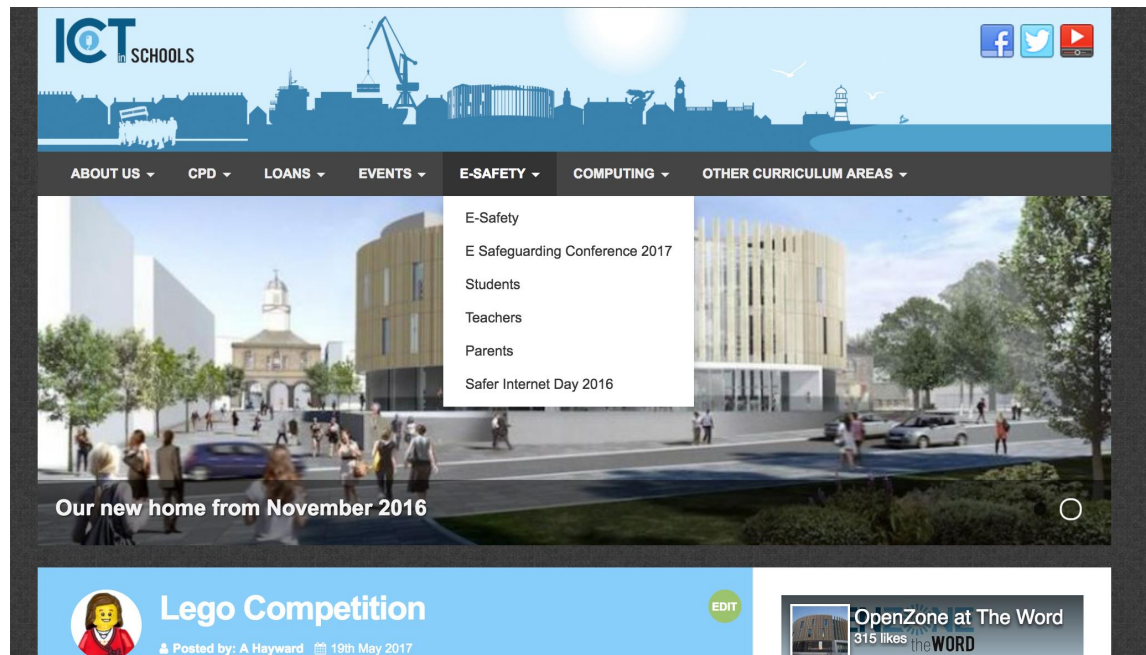 ICT
in SCHOOLS
ABOUT US CPD LOANS EVENTS E-SAFETY COMPUTING OTHER CURRICULUM AREAS
E-Safety
E Safeguarding Conference 2017
Students
Teachers
Parents
Safer Internet Day 2016
Our new home from November 2016
Lego Competition
EDIT
Posted by: A Hayward 19th May 2017
OpenZone at The Word
315 likes
the WORD